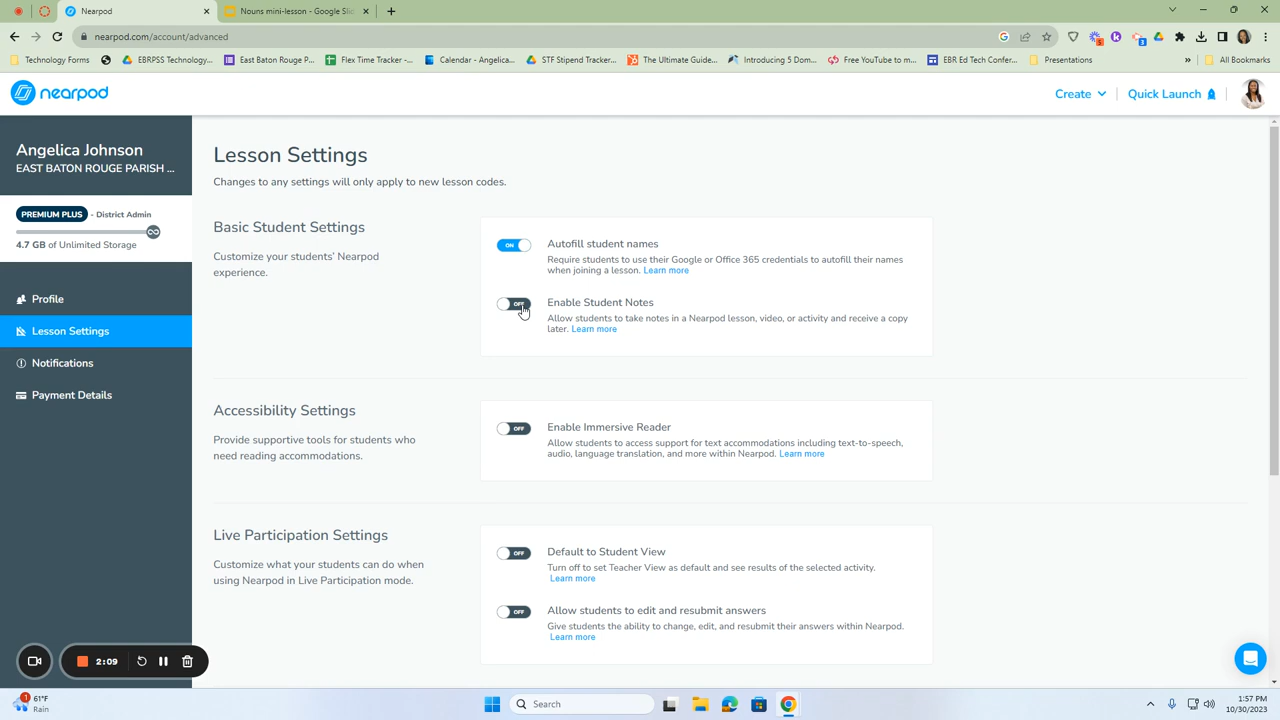 Nearpod
Nouns mini-lesson - Google Sli
nearpod.com/account/advanced
Technology Forms
EBRPSS Technology...
East Baton Rouge P...
Flex Time Tracker -...
Calendar - Angelica...
STF Stipend Tracker...
The Ultimate Guide...
Introducing 5 Dom...
Free YouTube to m...
EBR Ed Tech Confer...
Presentations
»
All Bookmarks
nearpod
Create
Quick Launch
Angelica Johnson
EAST BATON ROUGE PARISH ...
PREMIUM PLUS - District Admin
4.7 GB of Unlimited Storage
Profile
Lesson Settings
Notifications
Payment Details
Lesson Settings
Changes to any settings will only apply to new lesson codes.
Basic Student Settings
Customize your students' Nearpod
experience.
ON
Autofill student names
Require students to use their Google or Office 365 credentials to autofill their names
when joining a lesson. Learn more
OFF
Enable Student Notes
Allow students to take notes in a Nearpod lesson, video, or activity and receive a copy
later. Learn more
Accessibility Settings
Provide supportive tools for students who
need reading accommodations.
OFF
Enable Immersive Reader
Allow students to access support for text accommodations including text-to-speech,
audio, language translation, and more within Nearpod. Learn more
Live Participation Settings
Customize what your students can do when
using Nearpod in Live Participation mode.
OFF
Default to Student View
Turn off to set Teacher View as default and see results of the selected activity.
Learn more
OFF
Allow students to edit and resubmit answers
Give students the ability to change, edit, and resubmit their answers within Nearpod.
Learn more
2:09
1
61°F
Rain
Search
1:57 PM
10/30/2023